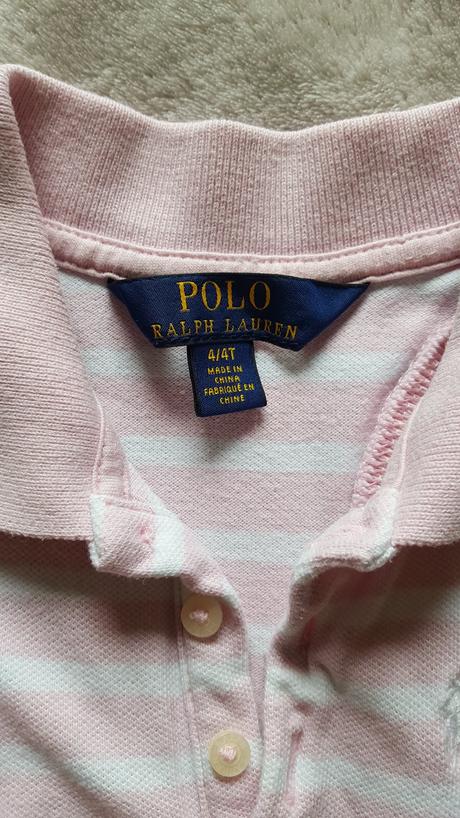 POLO
RALPH LAUREN
4/4T
MADE IN
CHINA
FABRIQUÉ EN
CHINE